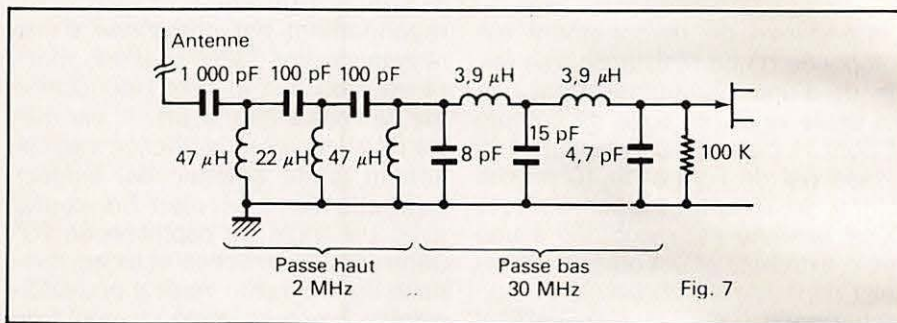 Antenne
1 000 pF
100 pF
100 pF
3,9 µH
3,9 µH
47 µH
22 µH
47 µH
8 pF
15 pF
4,7 pF
100 K
Passe haut
2 MHz
Passe bas
30 MHz
Fig. 7